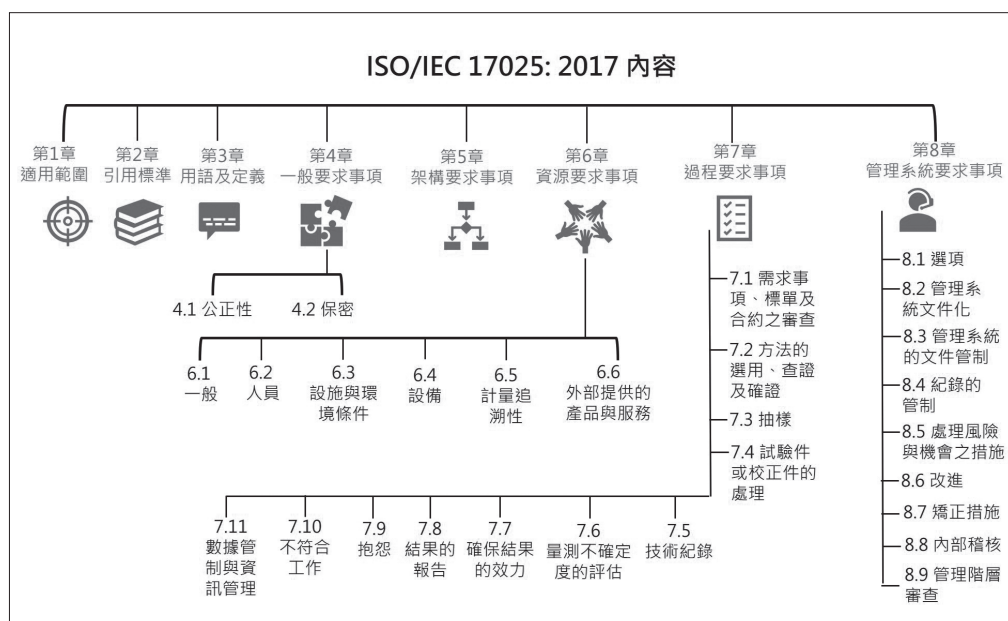 ISO/IEC 17025: 2017 內容
第1章
適用範圍
第2章
引用標準
第3章
用語及定義
第4章
一般要求事項
第5章
架構要求事項
第6章
資源要求事項
第7章
過程要求事項
第8章
管理系統要求事項
4.1 公正性
4.2 保密
6.1
一般
6.2
人員
6.3
設施與環
境條件
6.4
設備
6.5
計量追
溯性
6.6
外部提供的
產品與服務
7.1 需求事
項、標單及
合約之審查
7.2 方法的
選用、查證
及確證
7.3 抽樣
7.4 試驗件
或校正件的
處理
7.5
技術紀錄
7.6
量測不確定
度的評估
7.7
確保結果
的效力
7.8
結果的
報告
7.9
抱怨
7.10
不符合
工作
7.11
數據管
制與資
訊管理
8.1 選項
8.2 管理系
統文件化
8.3 管理系統
的文件管制
8.4 紀錄的
管制
8.5 處理風險
與機會之措施
8.6 改進
8.7 矯正措施
8.8 內部稽核
8.9 管理階層
審查